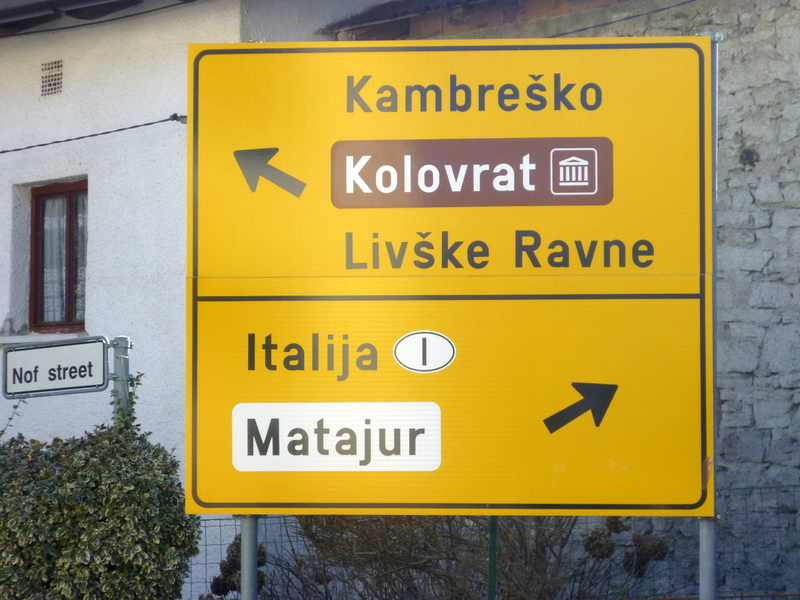 Kambreško
Kolovrat
Livške Ravne
Italija I
Matajur
Nof street